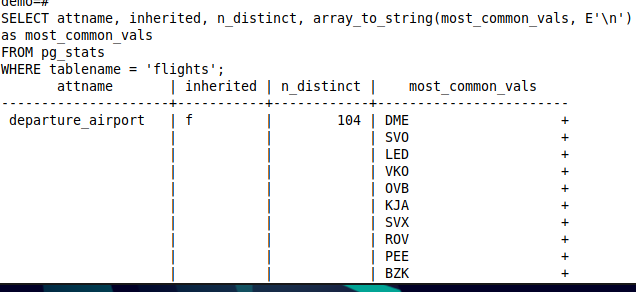 demo=#
SELECT attname, inherited, n_distinct, array_to_string(most_common_vals, E'\n')
as most_common_vals
FROM pg_stats
WHERE tablename = 'flights';
      attname       | inherited | n_distinct |    most_common_vals
--------------------+-----------+------------+------------------------
 departure_airport  | f         |        104 | DME                   +
                    |           |            | SVO                   +
                    |           |            | LED                   +
                    |           |            | VKO                   +
                    |           |            | OVB                   +
                    |           |            | KJA                   +
                    |           |            | SVX                   +
                    |           |            | ROV                   +
                    |           |            | PEE                   +
                    |           |            | BZK                   +